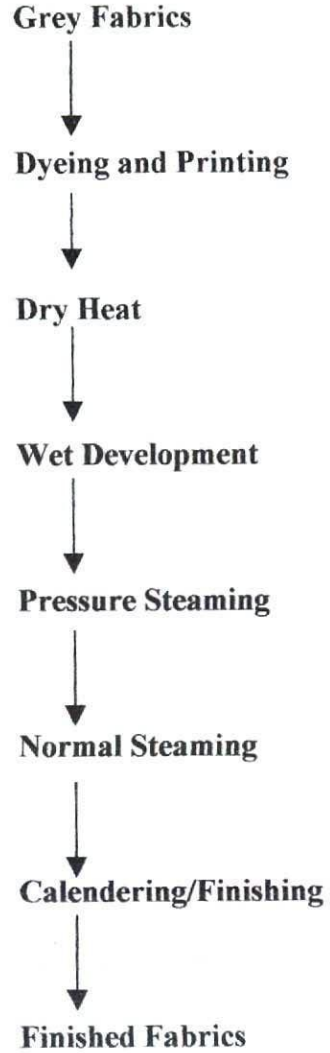 Grey Fabrics
Dyeing and Printing
Dry Heat
Wet Development
Pressure Steaming
Normal Steaming
Calendering/Finishing
Finished Fabrics